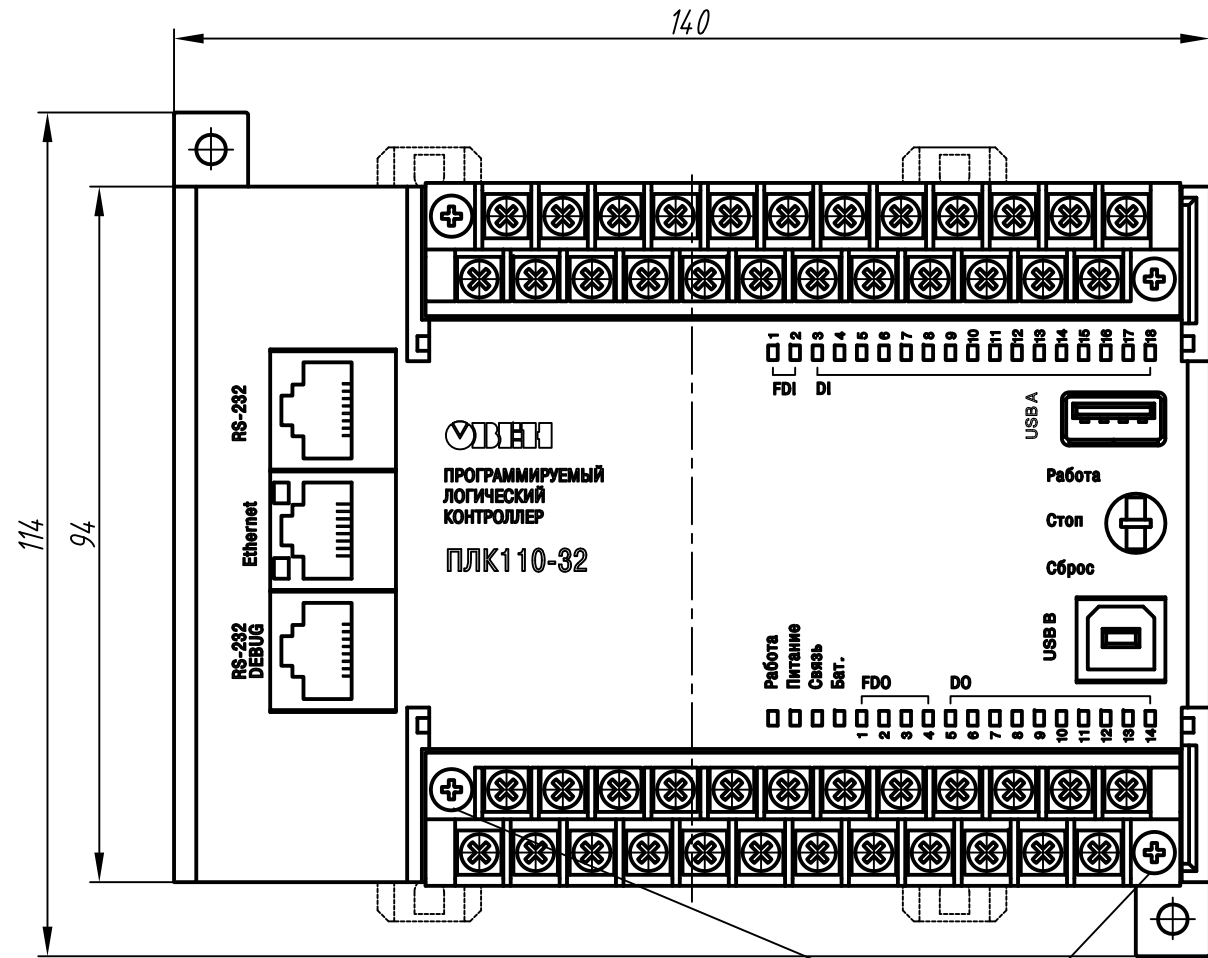 140
114
94
1 2 3 4 5 6 7 8 9 10 11 12 13 14 15 16 17 18
FDI DI
RS-232
USB A
ОВЕН
ПРОГРАММИРУЕМЫЙ
ЛОГИЧЕСКИЙ
КОНТРОЛЛЕР
ПЛК110-32
Работа
Стоп
Сброс
Ethernet
RS-232
DEBUG
USB B
Работа
Питание
Связь
Бат.
FDO DO
1 2 3 4 5 6 7 8 9 10 11 12 13 14